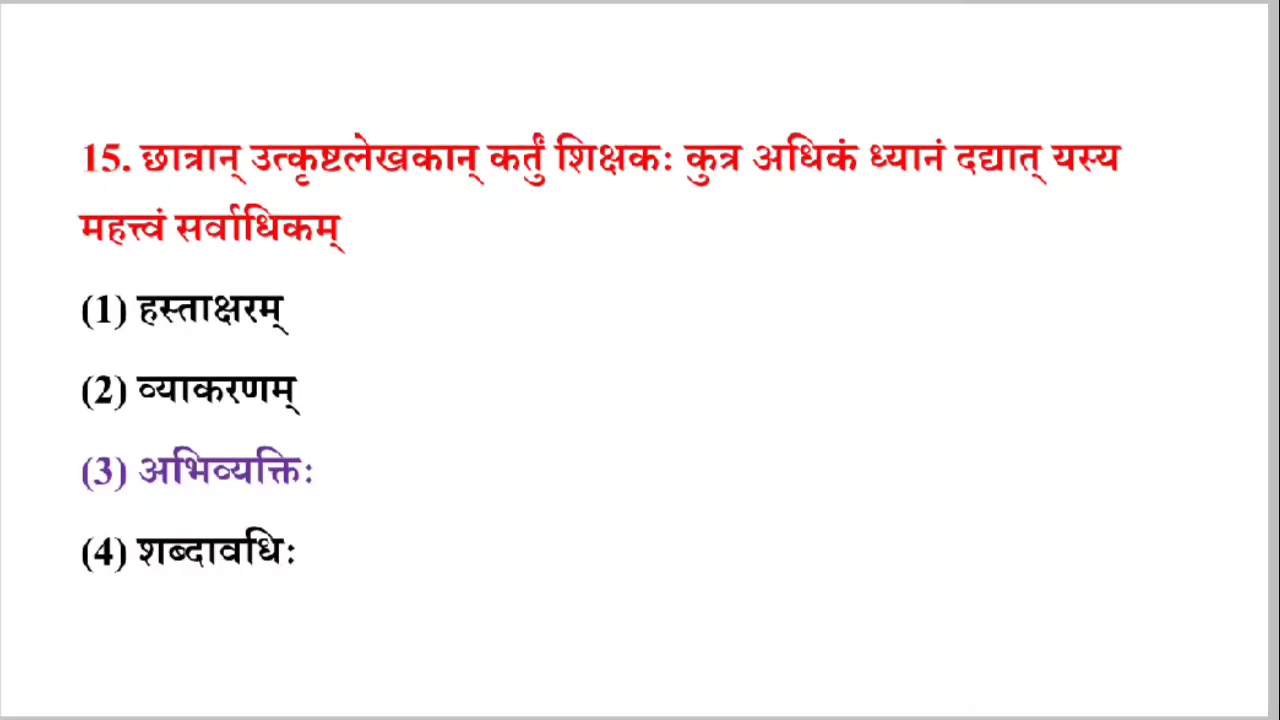 15. छात्रान् उत्कृष्टलेखकान् कर्तुं शिक्षकः कुत्र अधिकं ध्यानं दद्यात् यस्य
महत्त्वं सर्वाधिकम्
(1) हस्ताक्षरम्
(2) व्याकरणम्
(3) अभिव्यक्तिः
(4) शब्दावधिः